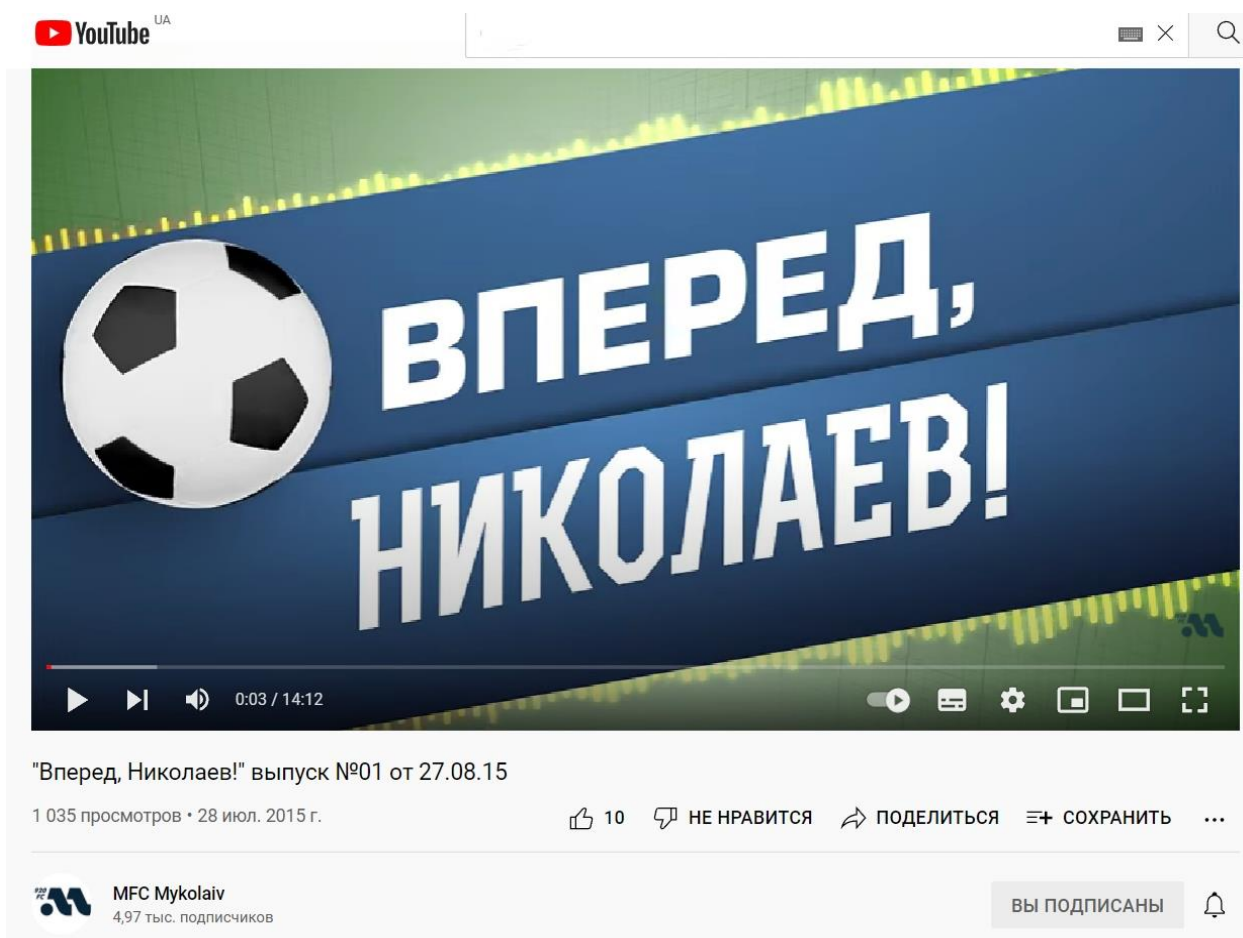 YouTube UA
ВПЕРЕД,
НИКОЛАЕВ!
0:03 / 14:12
"Вперед, Николаев!" выпуск №01 от 27.08.15
1 035 просмотров • 28 июл. 2015 г.
10 НЕ НРАВИТСЯ ПОДЕЛИТЬСЯ СОХРАНИТЬ
MFC Mykolaiv
4,97 тыс. подписчиков
ВЫ ПОДПИСАНЫ